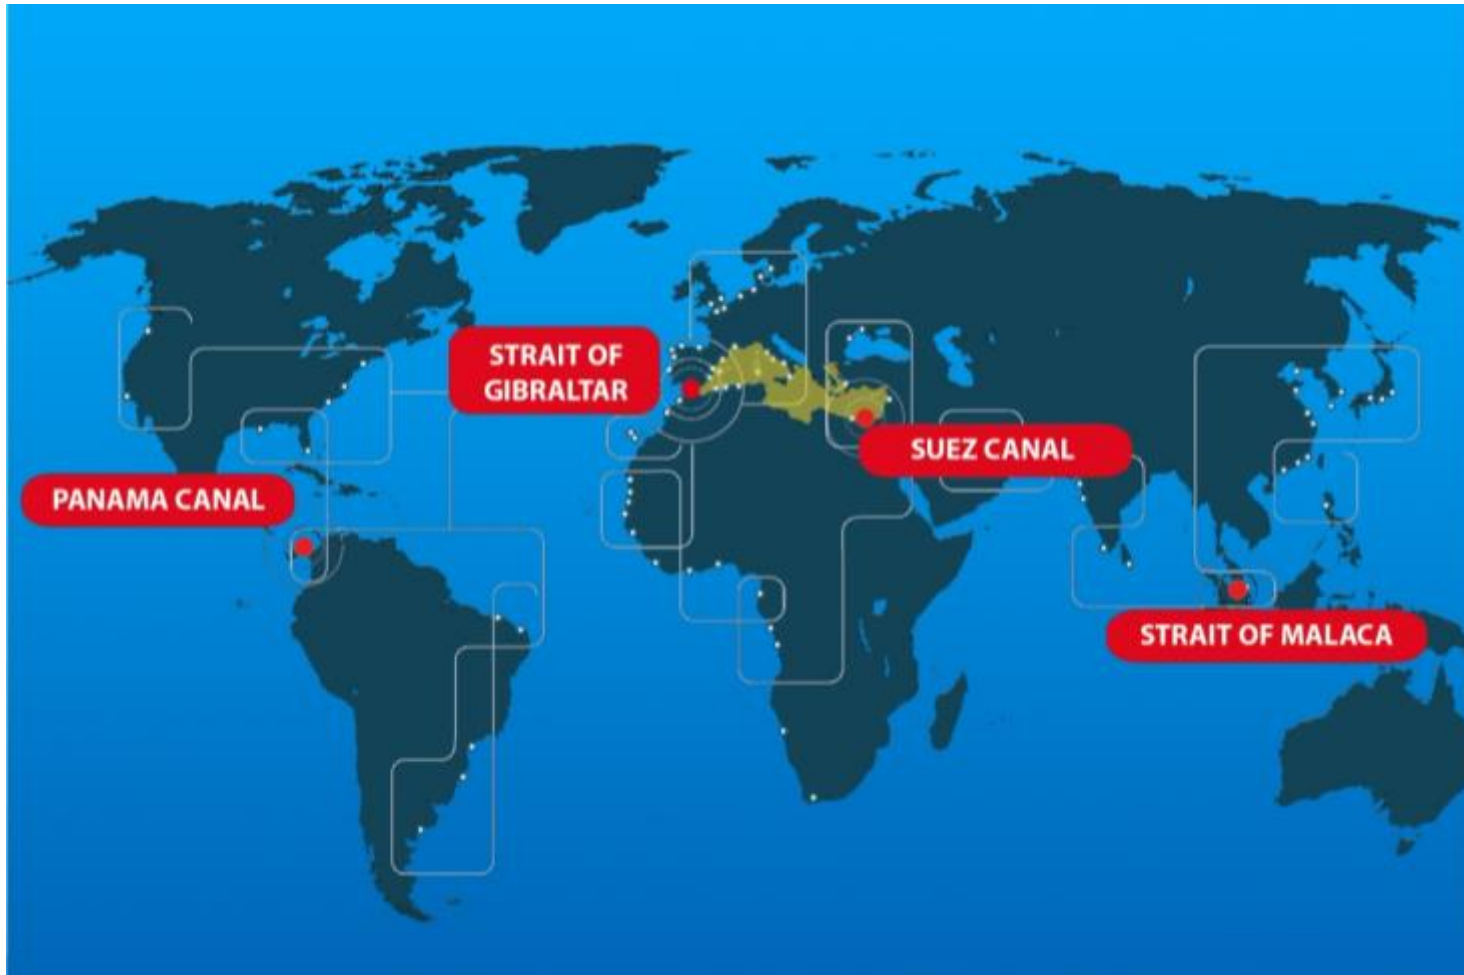 STRAIT OF
GIBRALTAR
SUEZ CANAL
PANAMA CANAL
STRAIT OF MALACA